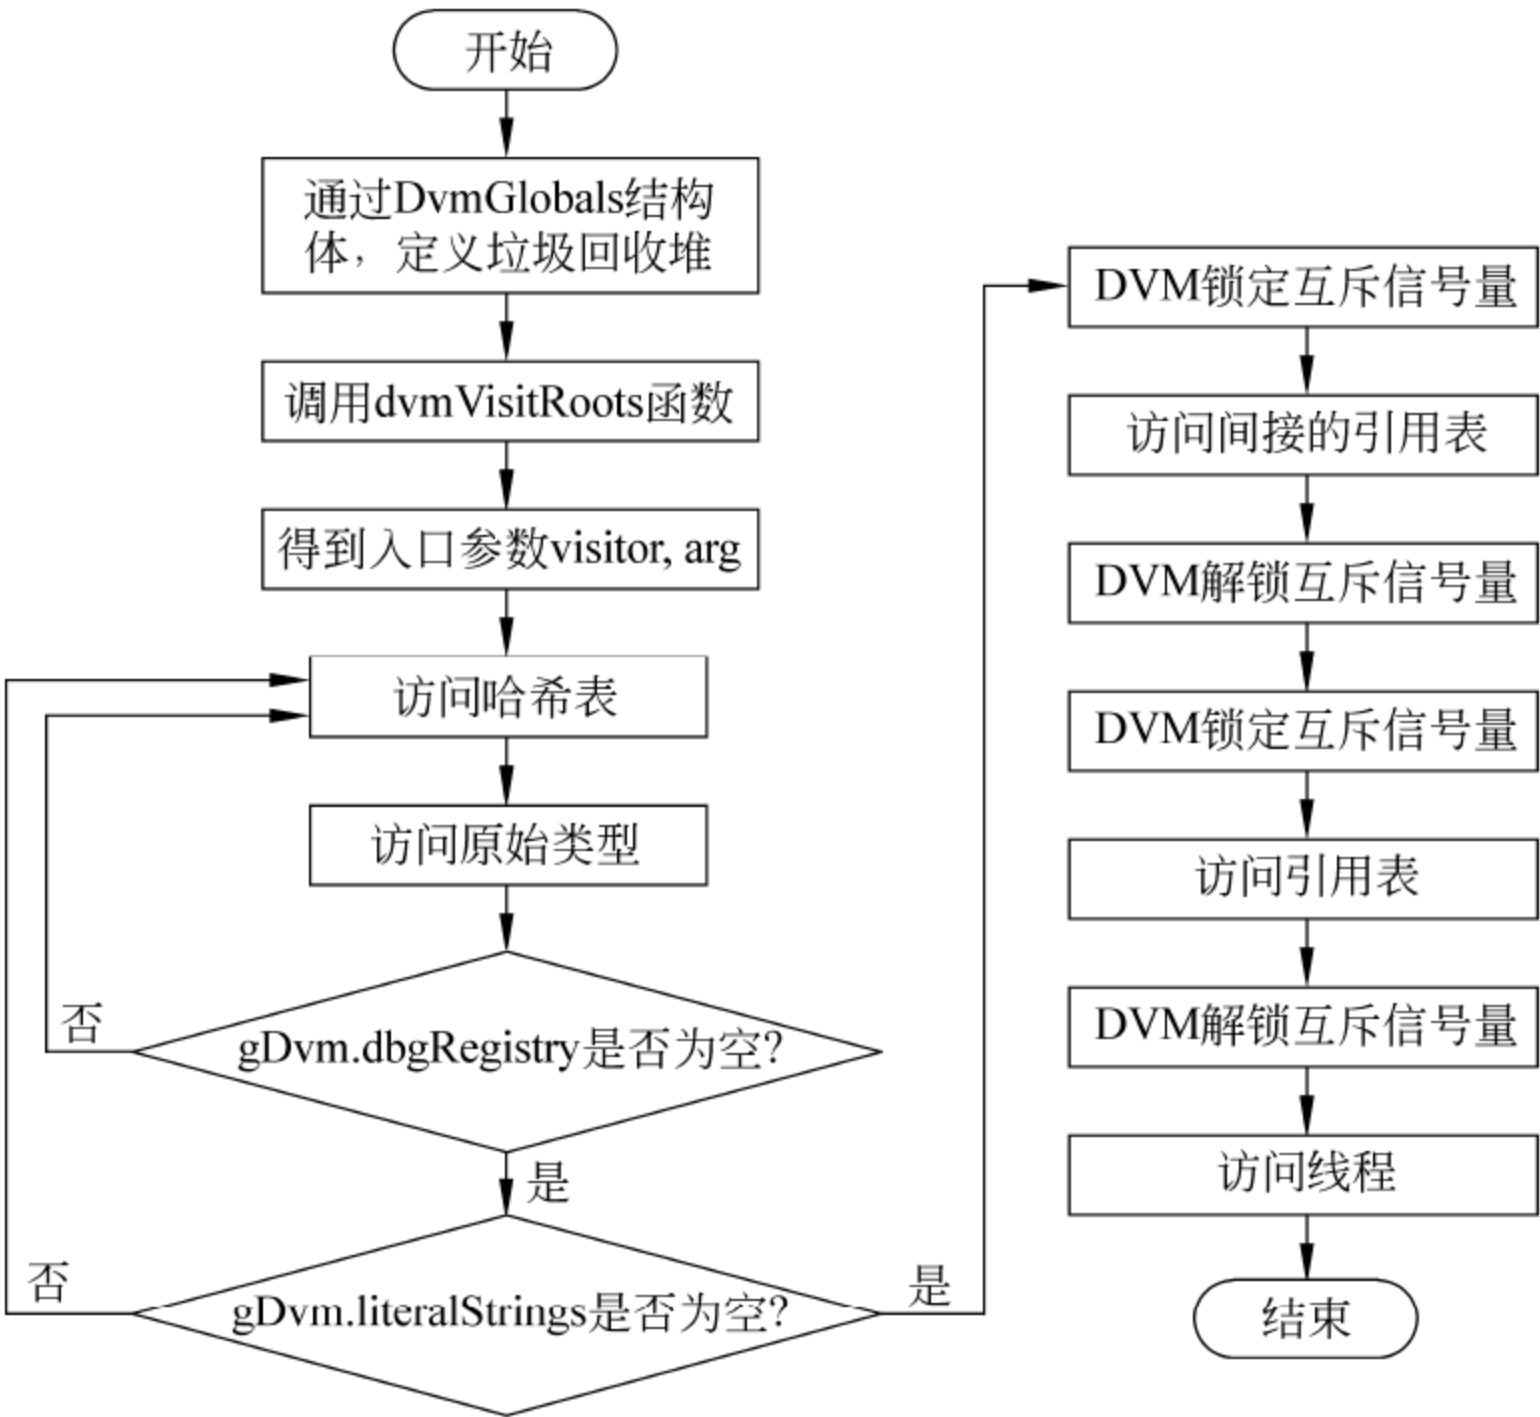 开始
通过DvmGlobals结构
体，定义垃圾回收堆
调用dvmVisitRoots函数
得到入口参数visitor, arg
访问哈希表
访问原始类型
gDvm.dbgRegistry是否为空?
否
是
gDvm.literalStrings是否为空?
否
是
DVM锁定互斥信号量
访问间接的引用表
DVM解锁互斥信号量
DVM锁定互斥信号量
访问引用表
DVM解锁互斥信号量
访问线程
结束